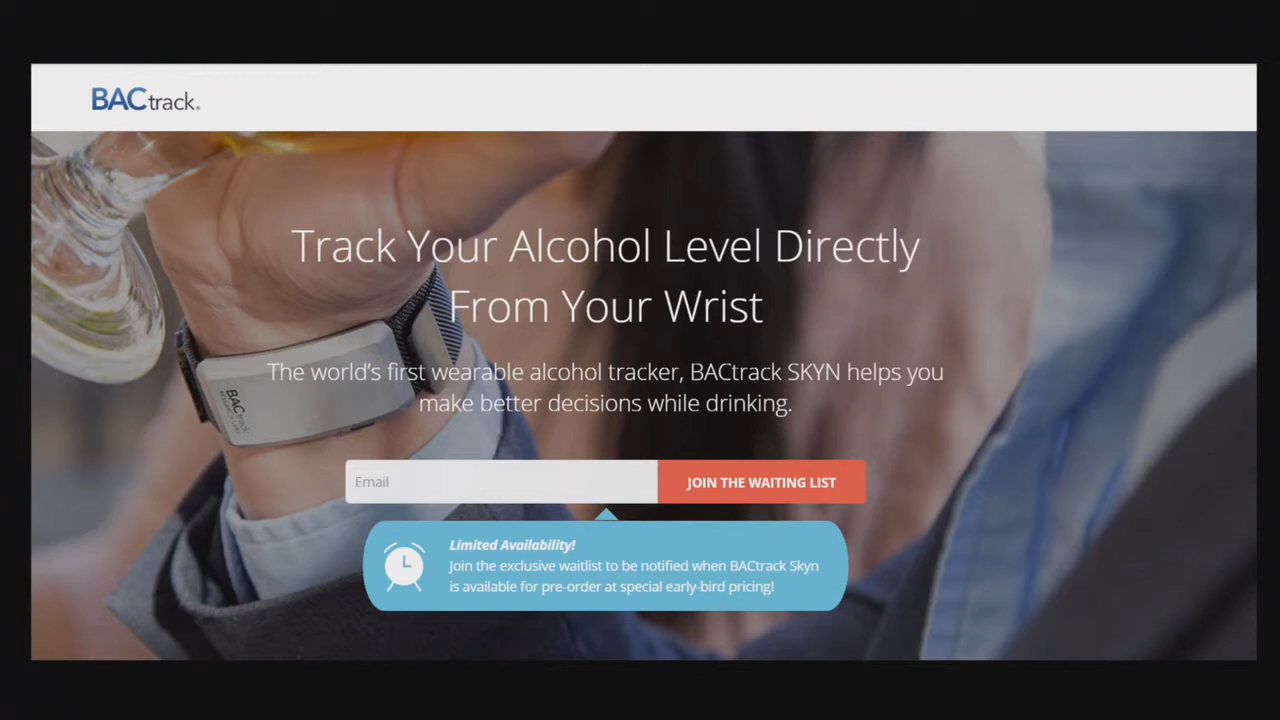 BACtrack®
Track Your Alcohol Level Directly
From Your Wrist
The world's first wearable alcohol tracker, BACtrack SKYN helps you
make better decisions while drinking.
Email
JOIN THE WAITING LIST
Limited Availability!
Join the exclusive waitlist to be notified when BACtrack Skyn
is available for pre-order at special early-bird pricing!
BACtrack